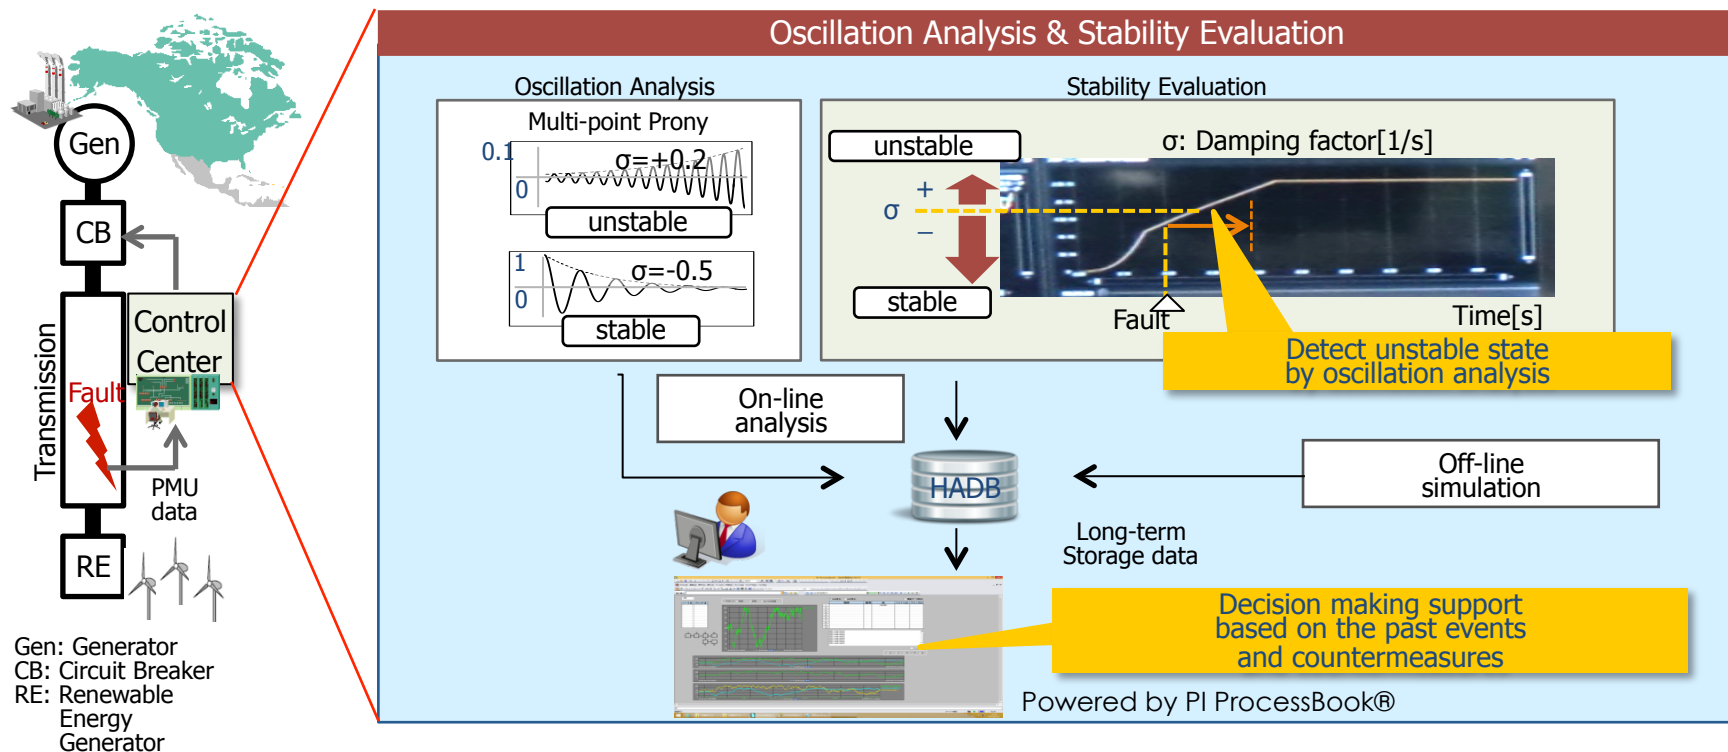 Oscillation Analysis & Stability Evaluation
Oscillation Analysis
Multi-point Prony
0.1
σ=+0.2
0
unstable
1
σ=-0.5
0
stable
Stability Evaluation
unstable
σ: Damping factor[1/s]
+
σ
−
stable
Fault
Time[s]
Detect unstable state
by oscillation analysis
On-line
analysis
HADB
Off-line
simulation
Long-term
Storage data
Decision making support
based on the past events
and countermeasures
Powered by PI ProcessBook®
Gen
CB
Control
Center
Transmission
Fault
PMU
data
RE
Gen: Generator
CB: Circuit Breaker
RE: Renewable
Energy
Generator